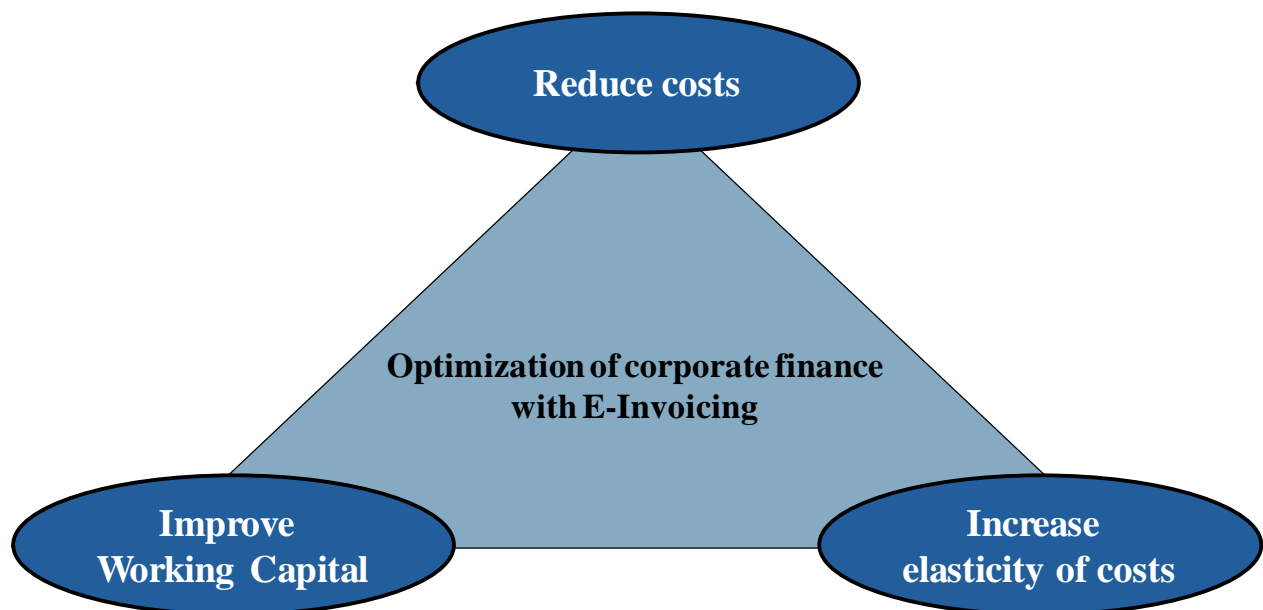 Reduce costs
Optimization of corporate finance
with E-Invoicing
Improve
Working Capital
Increase
elasticity of costs